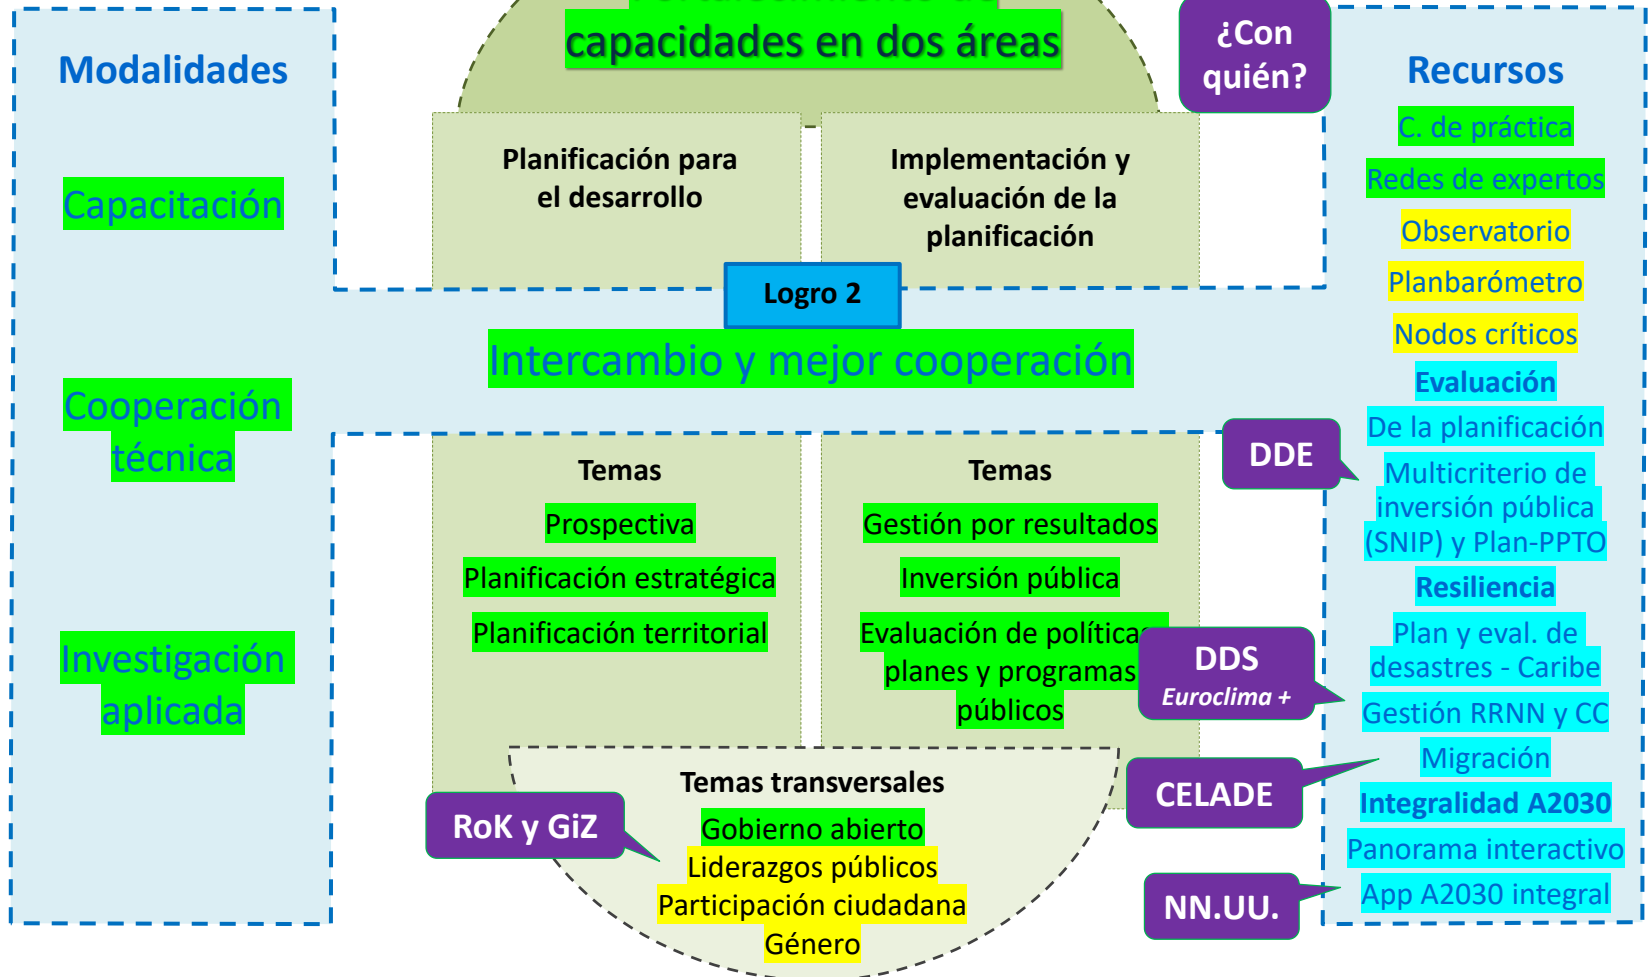 Modalidades
Capacitación
Cooperación
técnica
Investigación
aplicada
Fortalecimiento de
capacidades en dos áreas
Planificación para
el desarrollo
Implementación y
evaluación de la
planificación
Logro 2
Intercambio y mejor cooperación
Temas
Prospectiva
Planificación estratégica
Planificación territorial
Temas
Gestión por resultados
Inversión pública
Evaluación de políticas
planes y programas
públicos
Temas transversales
Gobierno abierto
Liderazgos públicos
Participación ciudadana
Género
RoK y GiZ
¿Con
quién?
DDE
DDS
Euroclima +
CELADE
NN.UU.
Recursos
C. de práctica
Redes de expertos
Observatorio
Planbarómetro
Nodos críticos
Evaluación
De la planificación
Multicriterio de
inversión pública
(SNIP) y Plan-PPTO
Resiliencia
Plan y eval. de
desastres - Caribe
Gestión RRNN y CC
Migración
Integralidad A2030
Panorama interactivo
App A2030 integral